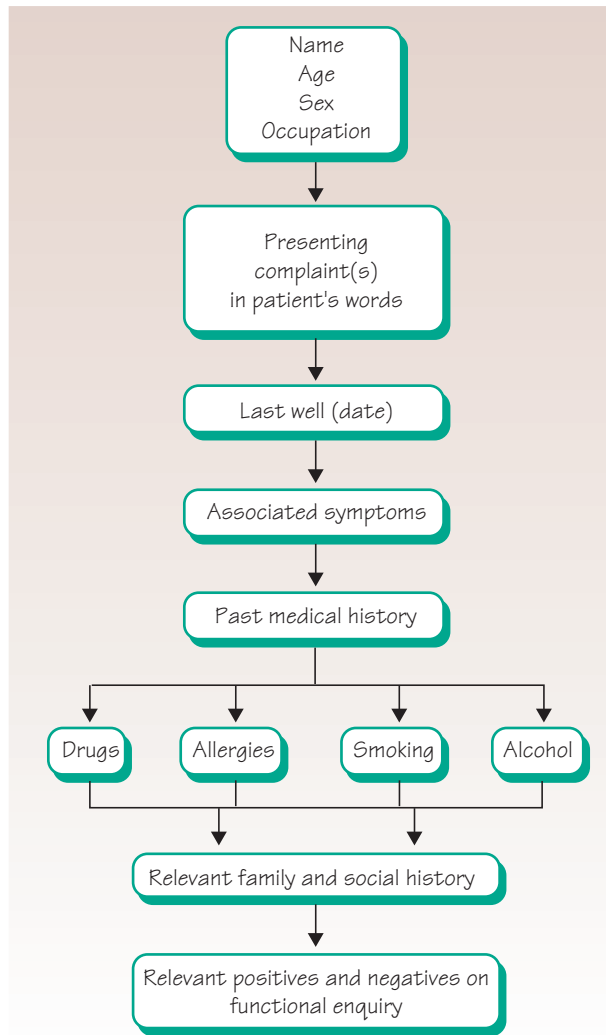 Name
Age
Sex
Occupation
Presenting
complaint(s)
in patient's words
Last well (date)
Associated symptoms
Past medical history
Drugs
Allergies
Smoking
Alcohol
Relevant family and social history
Relevant positives and negatives on
functional enquiry